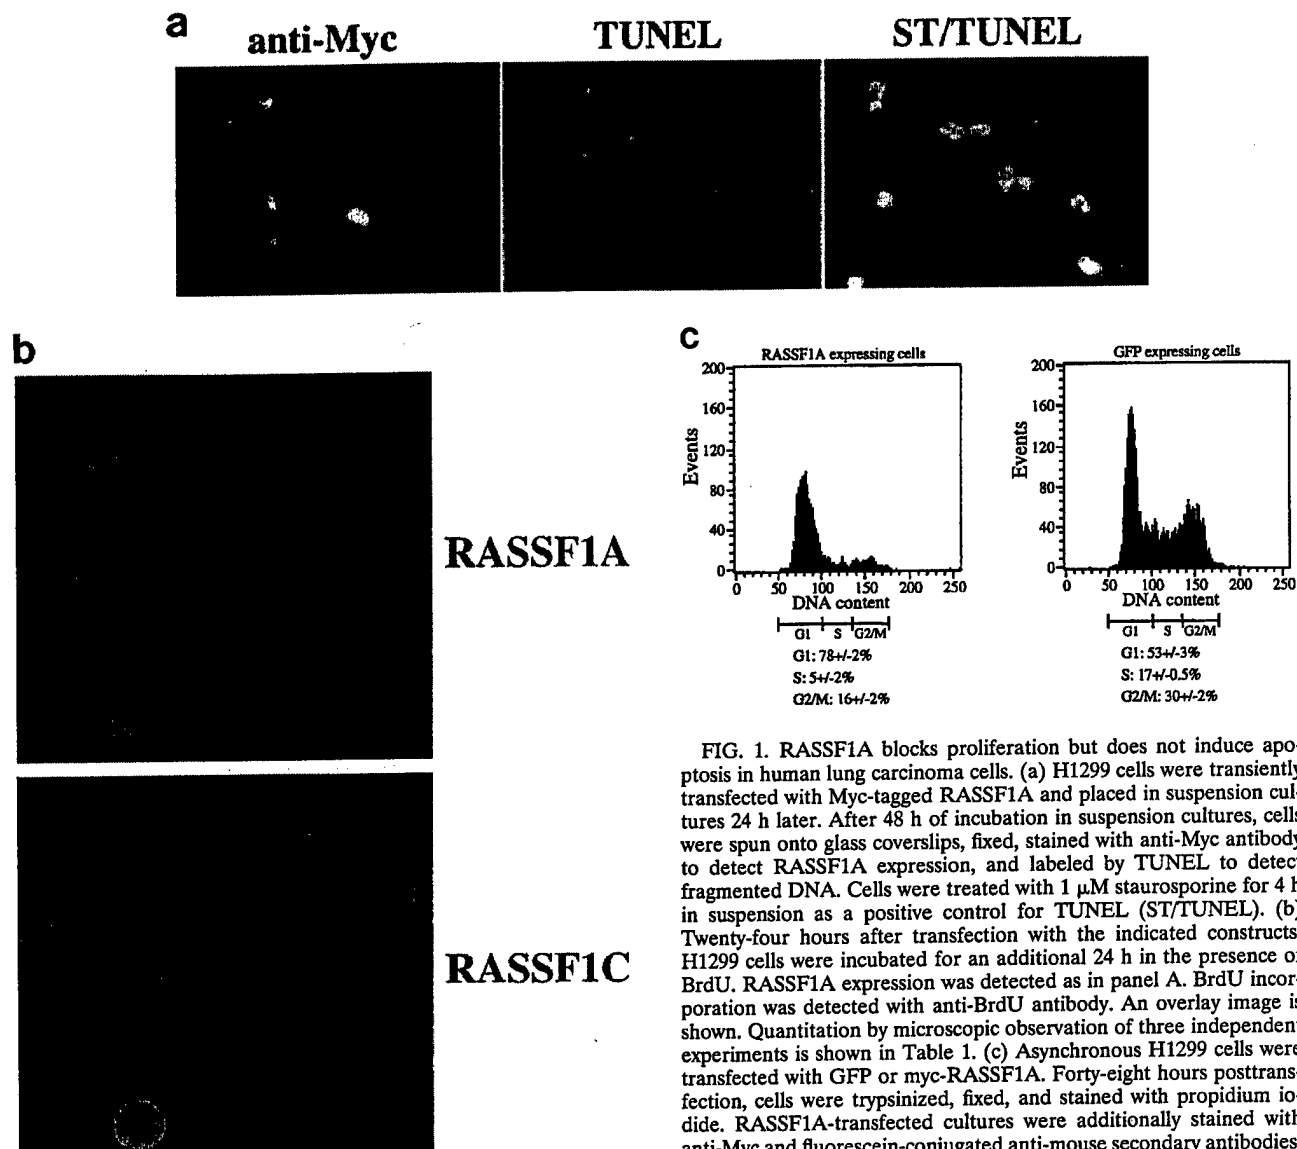 a
anti-Myc TUNEL ST/TUNEL
b
RASSF1A
RASSF1C
c
RASSF1A expressing cells
Events
200
160
120
80
40
0
0 50 100 150 200 250
DNA content
G1 S G2/M
G1: 78+/-2%
S: 5+/-2%
G2/M: 16+/-2%
GFP expressing cells
Events
200
160
120
80
40
0
0 50 100 150 200 250
DNA content
G1 S G2/M
G1: 53+/-3%
S: 17+/-0.5%
G2/M: 30+/-2%
FIG. 1. RASSF1A blocks proliferation but does not induce apo-
ptosis in human lung carcinoma cells. (a) H1299 cells were transiently
transfected with Myc-tagged RASSF1A and placed in suspension cul-
tures 24 h later. After 48 h of incubation in suspension cultures, cells
were spun onto glass coverslips, fixed, stained with anti-Myc antibody
to detect RASSF1A expression, and labeled by TUNEL to detect
fragmented DNA. Cells were treated with 1 μM staurosporine for 4 h
in suspension as a positive control for TUNEL (ST/TUNEL). (b)
Twenty-four hours after transfection with the indicated constructs
H1299 cells were incubated for an additional 24 h in the presence of
BrdU. RASSF1A expression was detected as in panel A. BrdU incor-
poration was detected with anti-BrdU antibody. An overlay image is
shown. Quantitation by microscopic observation of three independent
experiments is shown in Table 1. (c) Asynchronous H1299 cells were
transfected with GFP or myc-RASSF1A. Forty-eight hours posttrans-
fection, cells were trypsinized, fixed, and stained with propidium io-
dide. RASSF1A-transfected cultures were additionally stained with
anti-Myc and fluorescein-conjugated anti-mouse secondary antibodies